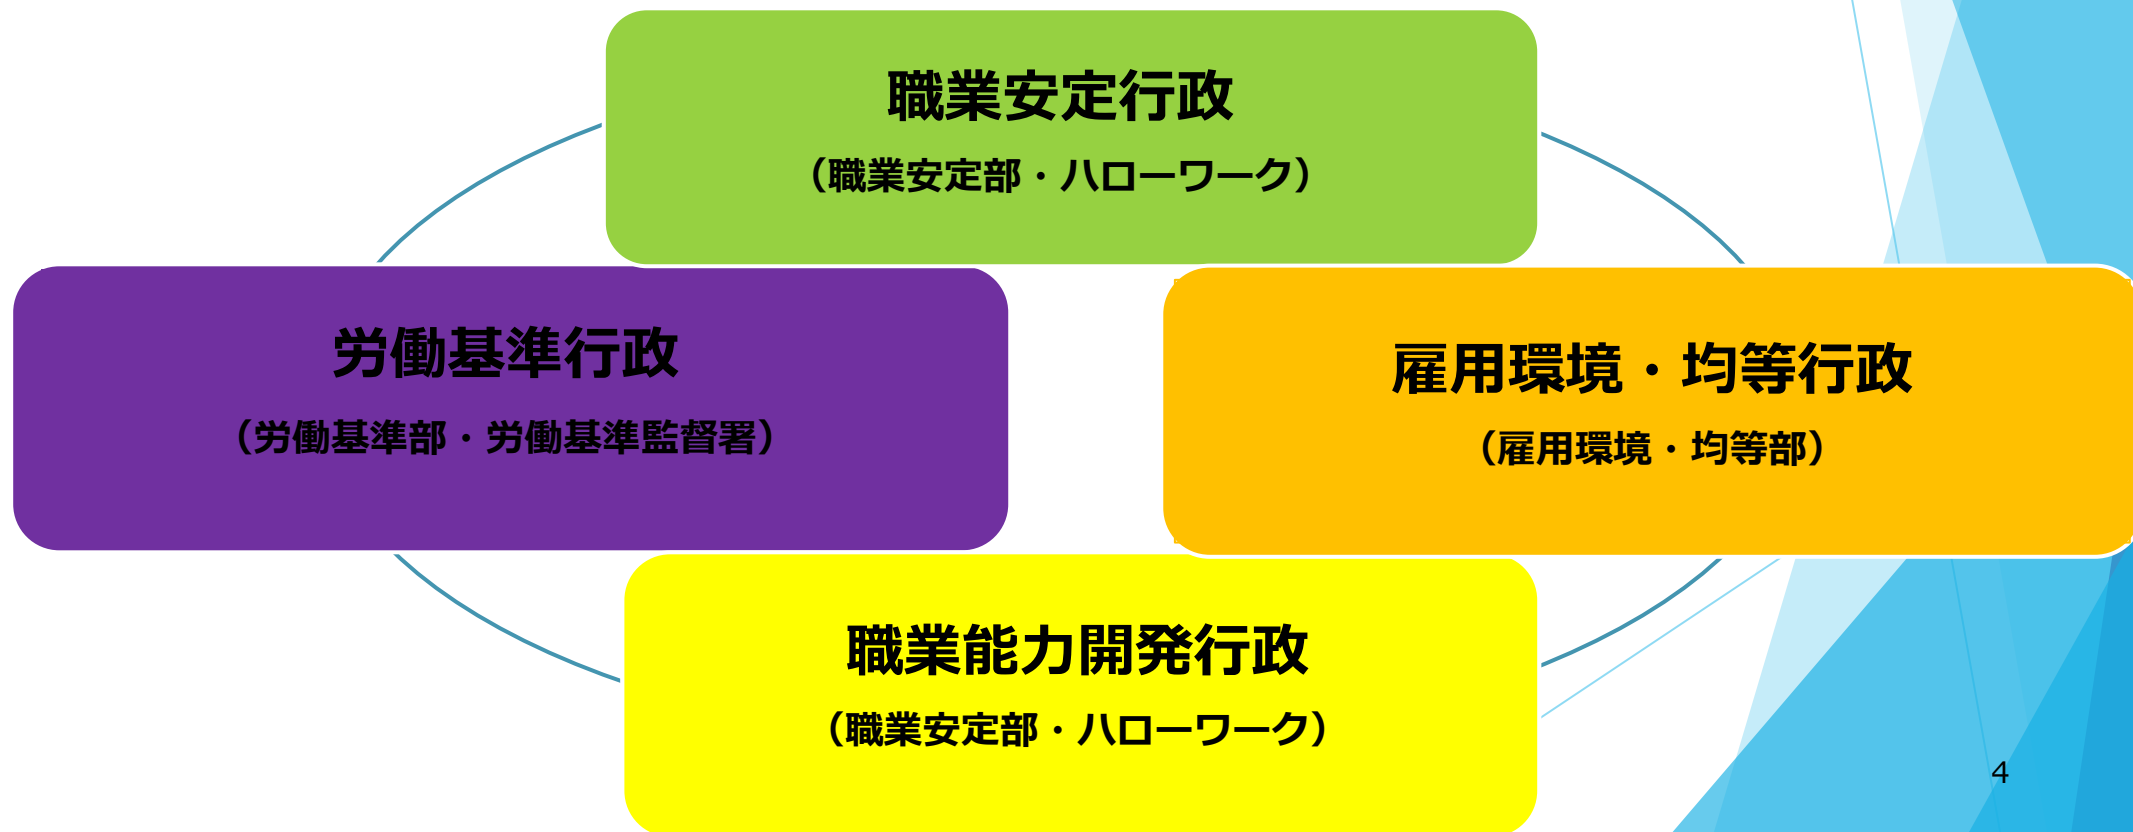 職業安定行政
（職業安定部・ハローワーク）
労働基準行政
（労働基準部・労働基準監督署）
雇用環境・均等行政
（雇用環境・均等部）
職業能力開発行政
（職業安定部・ハローワーク）
4